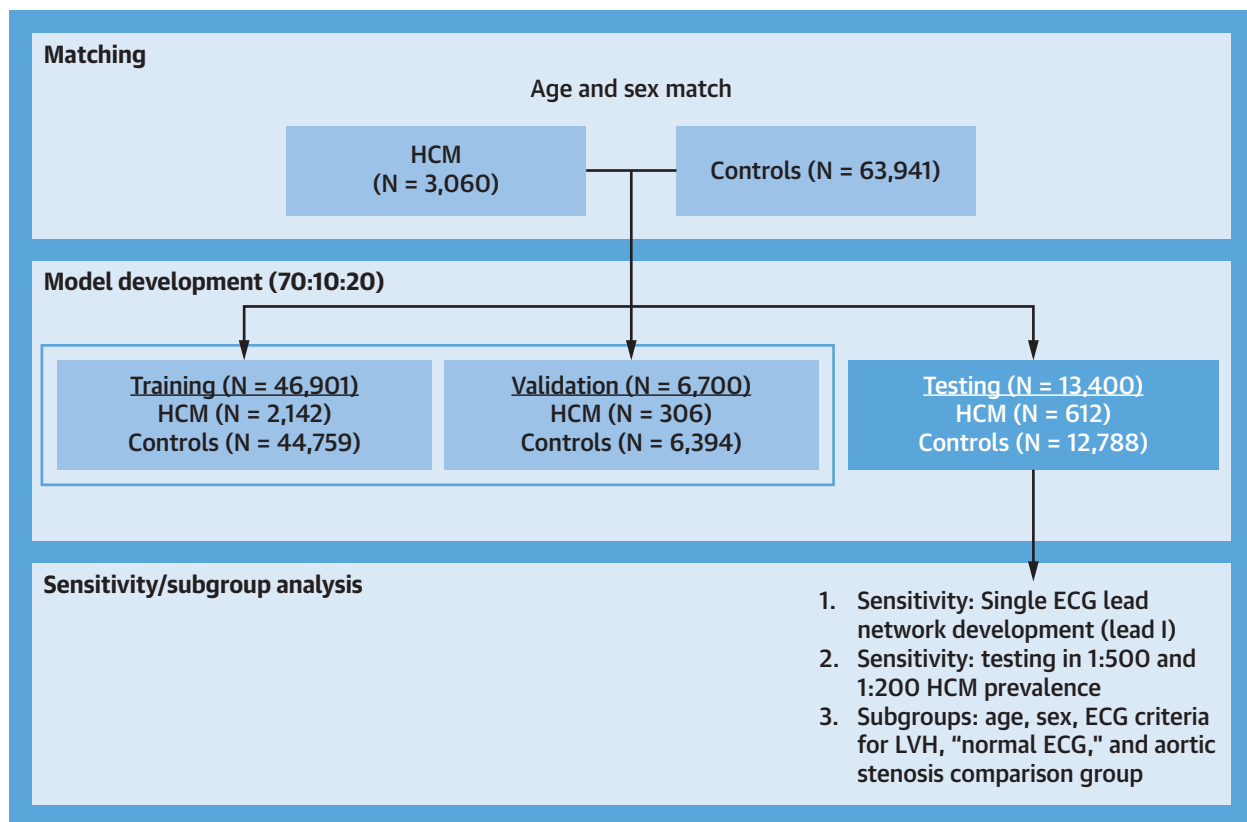 Matching
Age and sex match
HCM
(N = 3,060)
Controls (N = 63,941)
Model development (70:10:20)
Training (N = 46,901)
HCM (N = 2,142)
Controls (N = 44,759)
Validation (N = 6,700)
HCM (N = 306)
Controls (N = 6,394)
Testing (N = 13,400)
HCM (N = 612)
Controls (N = 12,788)
Sensitivity/subgroup analysis
1. Sensitivity: Single ECG lead
network development (lead I)
2. Sensitivity: testing in 1:500 and
1:200 HCM prevalence
3. Subgroups: age, sex, ECG criteria
for LVH, “normal ECG," and aortic
stenosis comparison group